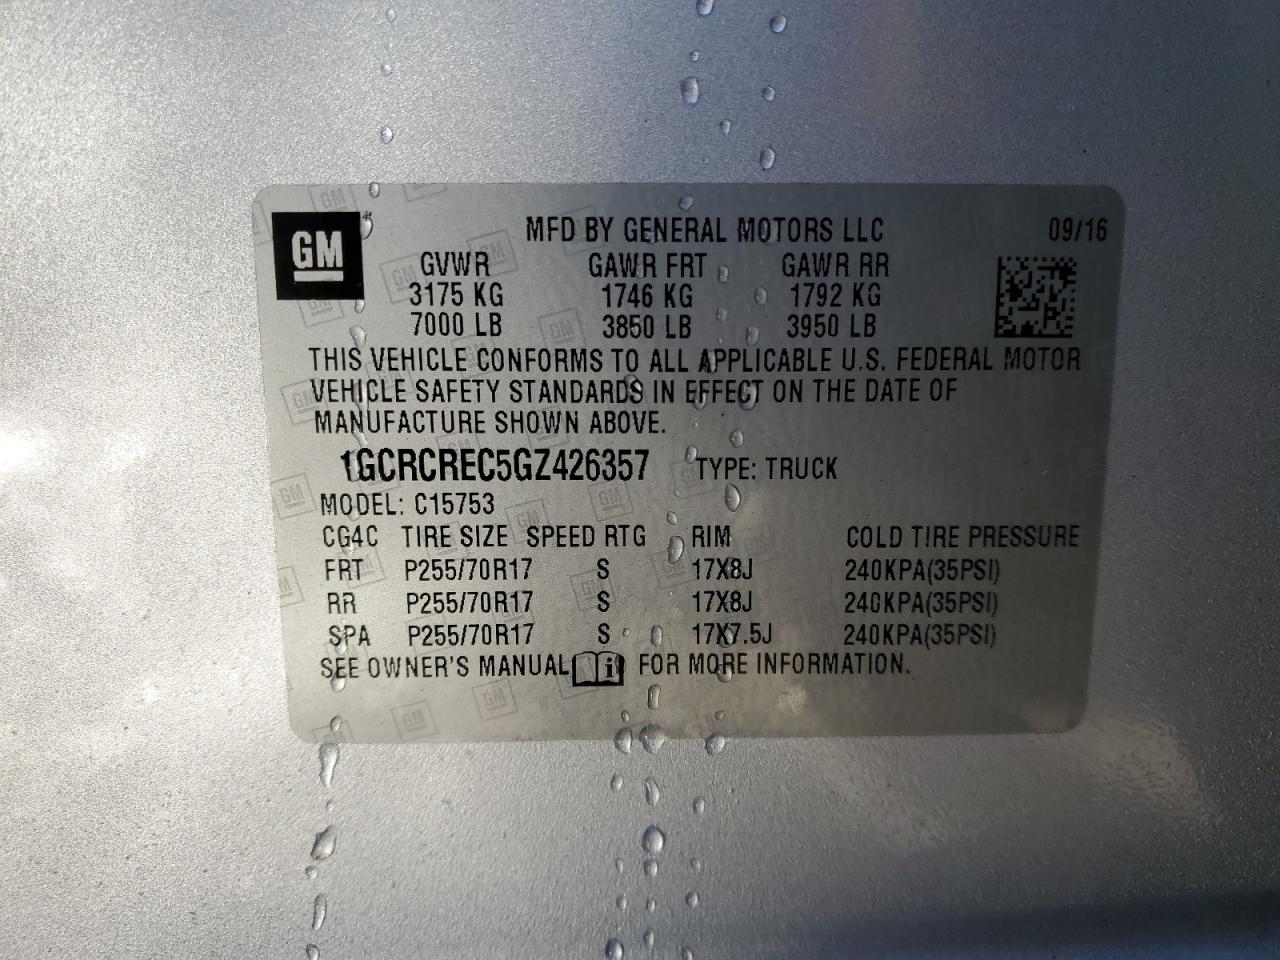 GM
MFD BY GENERAL MOTORS LLC 09/16
GVWR GAWR FRT GAWR RR
3175 KG 1746 KG 1792 KG
7000 LB 3850 LB 3950 LB
THIS VEHICLE CONFORMS TO ALL APPLICABLE U.S. FEDERAL MOTOR
VEHICLE SAFETY STANDARDS IN EFFECT ON THE DATE OF
MANUFACTURE SHOWN ABOVE.
1GCRCREC5GZ426357 TYPE: TRUCK
MODEL: C15753
CG4C TIRE SIZE SPEED RTG RIM COLD TIRE PRESSURE
FRT P255/70R17 S 17X8J 240KPA(35PSI)
RR P255/70R17 S 17X8J 240KPA(35PSI)
SPA P255/70R17 S 17X7.5J 240KPA(35PSI)
SEE OWNER'S MANUAL FOR MORE INFORMATION.